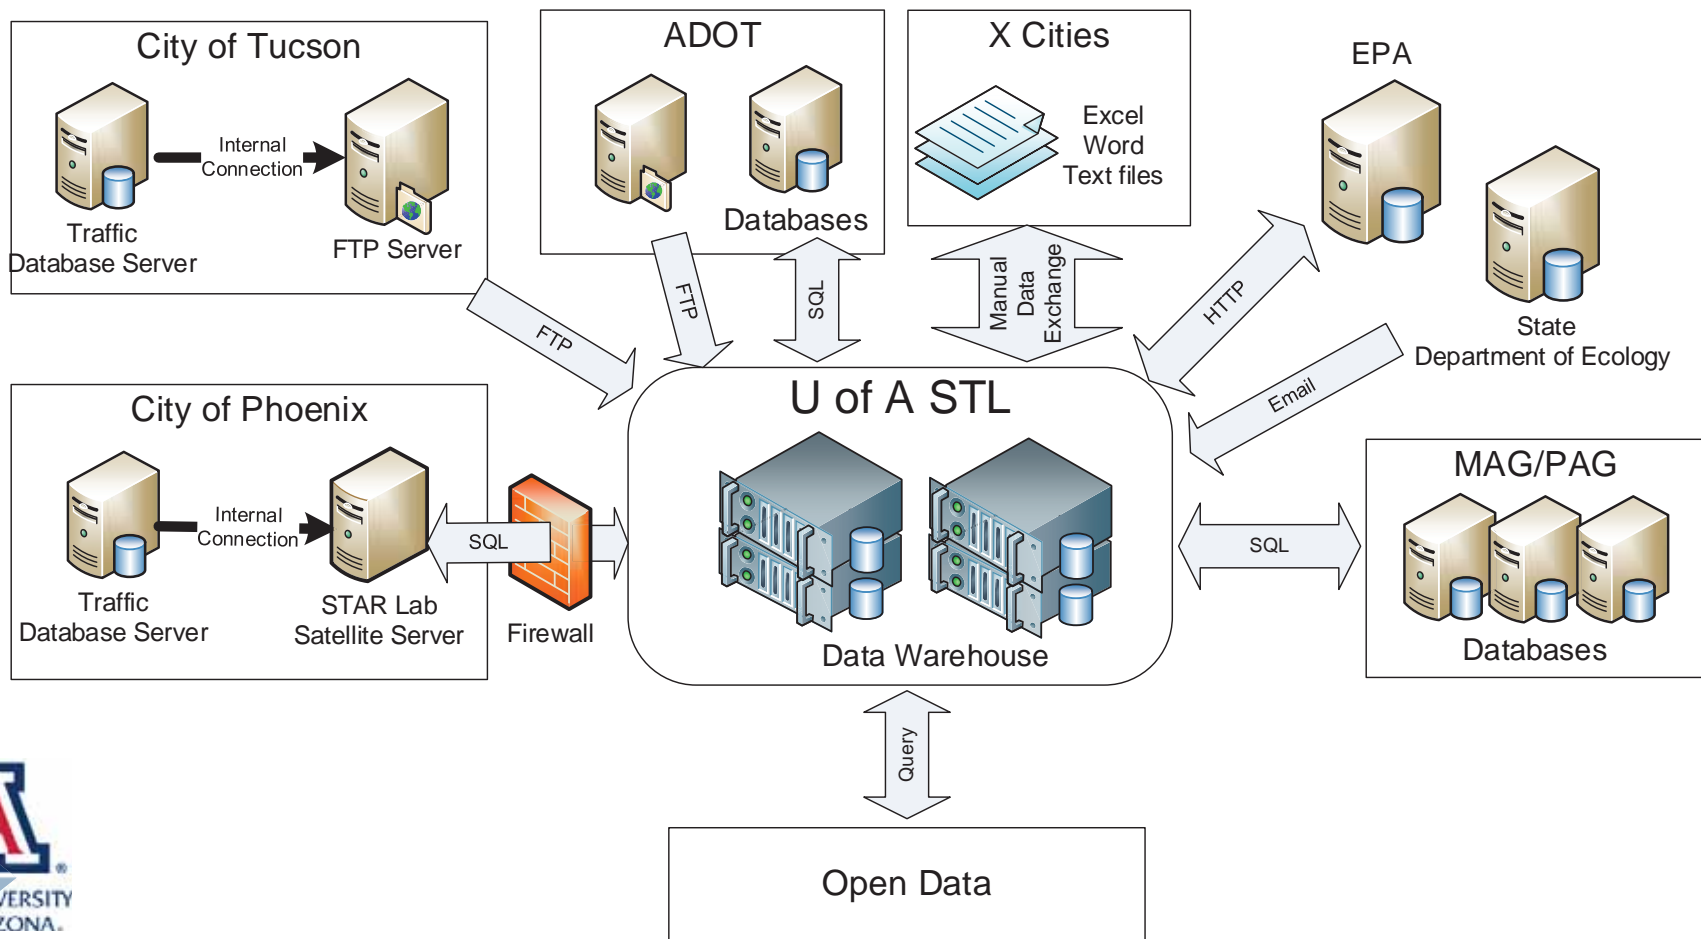 City of Tucson
Internal
Connection
Traffic
Database Server
FTP Server
ADOT
Databases
X Cities
Excel
Word
Text files
EPA
State
Department of Ecology
FTP
FTP
SQL
Manual
Data
Exchange
HTTP
Email
City of Phoenix
Internal
Connection
Traffic
Database Server
STAR Lab
Satellite Server
SQL
Firewall
U of A STL
Data Warehouse
SQL
MAG/PAG
Databases
Query
Open Data
A